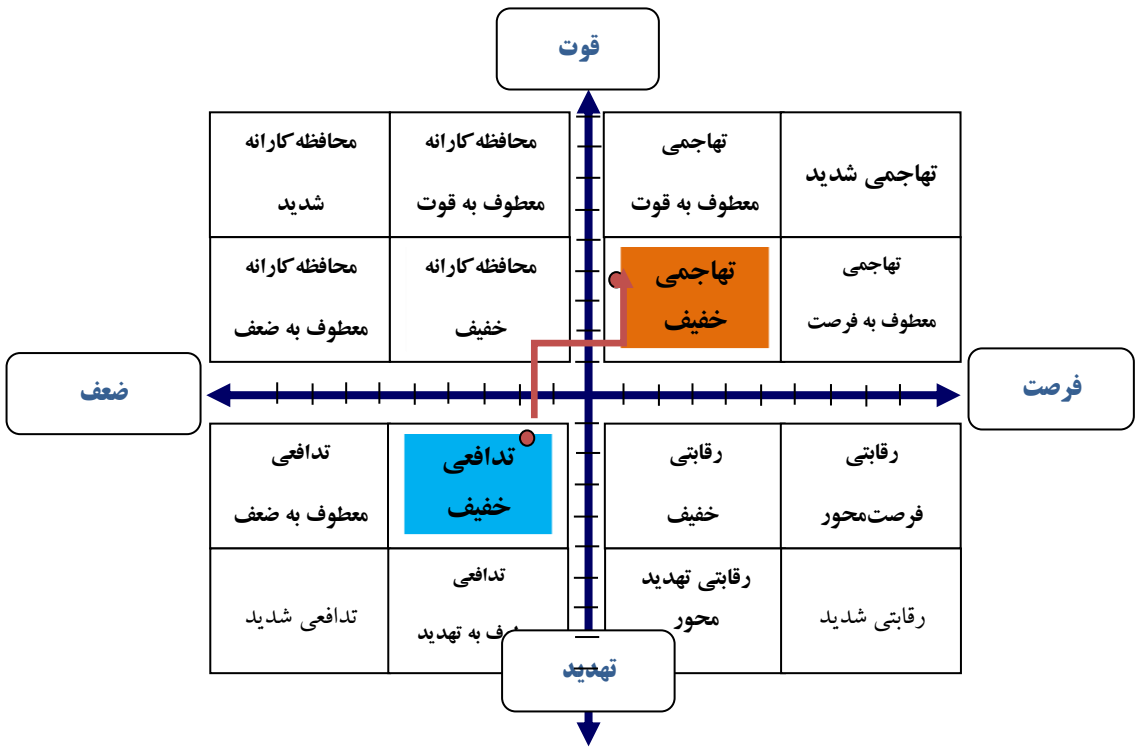 قوت
تهاجمی شدید
تهاجمی
معطوف به قوت
محافظه‌کارانه
معطوف به قوت
محافظه‌کارانه
شدید
تهاجمی
معطوف به فرصت
تهاجمی
خفیف
محافظه‌کارانه
خفیف
محافظه‌کارانه
معطوف به ضعف
فرصت
ضعف
رقابتی
فرصت‌محور
رقابتی
خفیف
تدافعی
خفیف
تدافعی
معطوف به ضعف
رقابتی شدید
رقابتی تهدید
محور
تدافعی
به تهدید
تدافعی شدید
تهدید